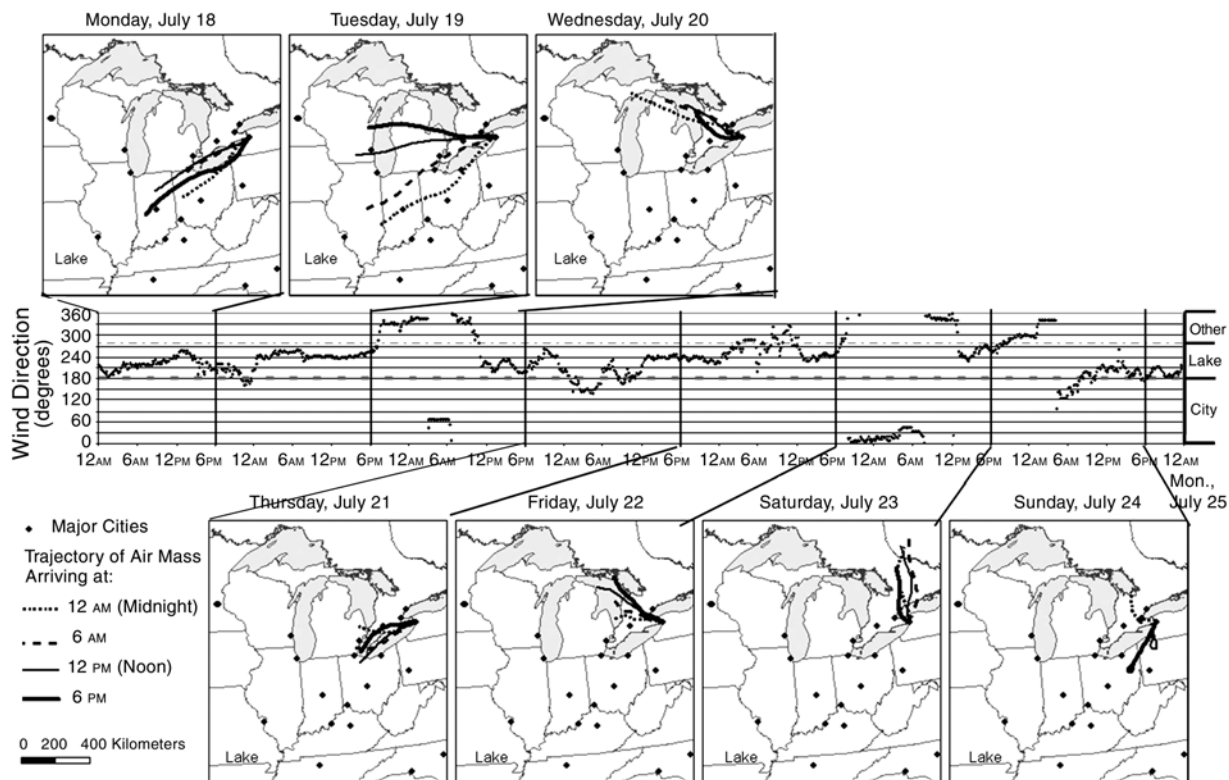 Monday, July 18
Tuesday, July 19
Wednesday, July 20
Lake
Lake
Lake
Wind Direction
(degrees)
360
300
240
180
120
60
0
Other
Lake
City
12AM 6AM 12PM 6PM 12AM 6AM 12PM 6PM 12AM 6AM 12PM 6PM 12AM 6AM 12PM 6PM 12AM 6AM 12PM 6PM 12AM 6AM 12PM 6PM 12AM 6AM 12PM 6PM 12AM
Mon.,
July 25
Thursday, July 21
Friday, July 22
Saturday, July 23
Sunday, July 24
Major Cities
Trajectory of Air Mass
Arriving at:
12 AM (Midnight)
6 AM
12 PM (Noon)
6 PM
0 200 400 Kilometers
Lake
Lake
Lake
Lake